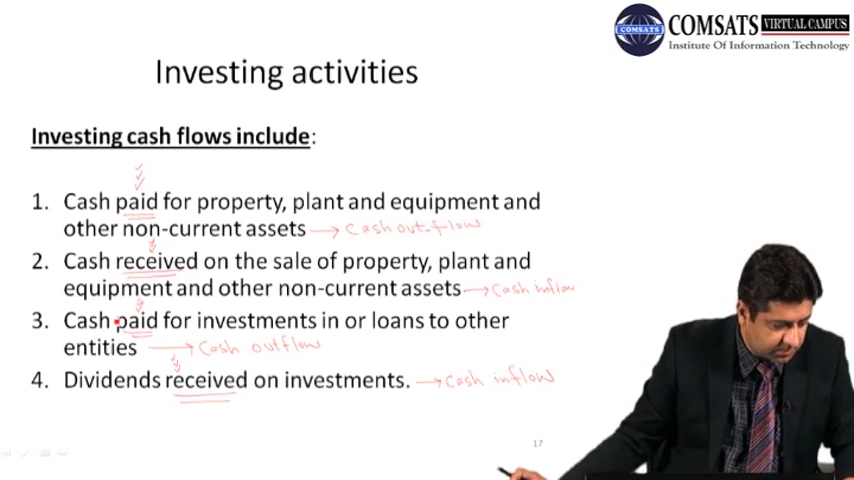 COMSATS VIRTUAL CAMPUS
COMSATS
Institute Of Information Technology
Investing activities
Investing cash flows include:
1. Cash paid for property, plant and equipment and
other non-current assets → Cash out-flow
2. Cash received on the sale of property, plant and
equipment and other non-current assets → Cash inflow
3. Cash paid for investments in or loans to other
entities → Cash outflow
4. Dividends received on investments. → Cash inflow
17